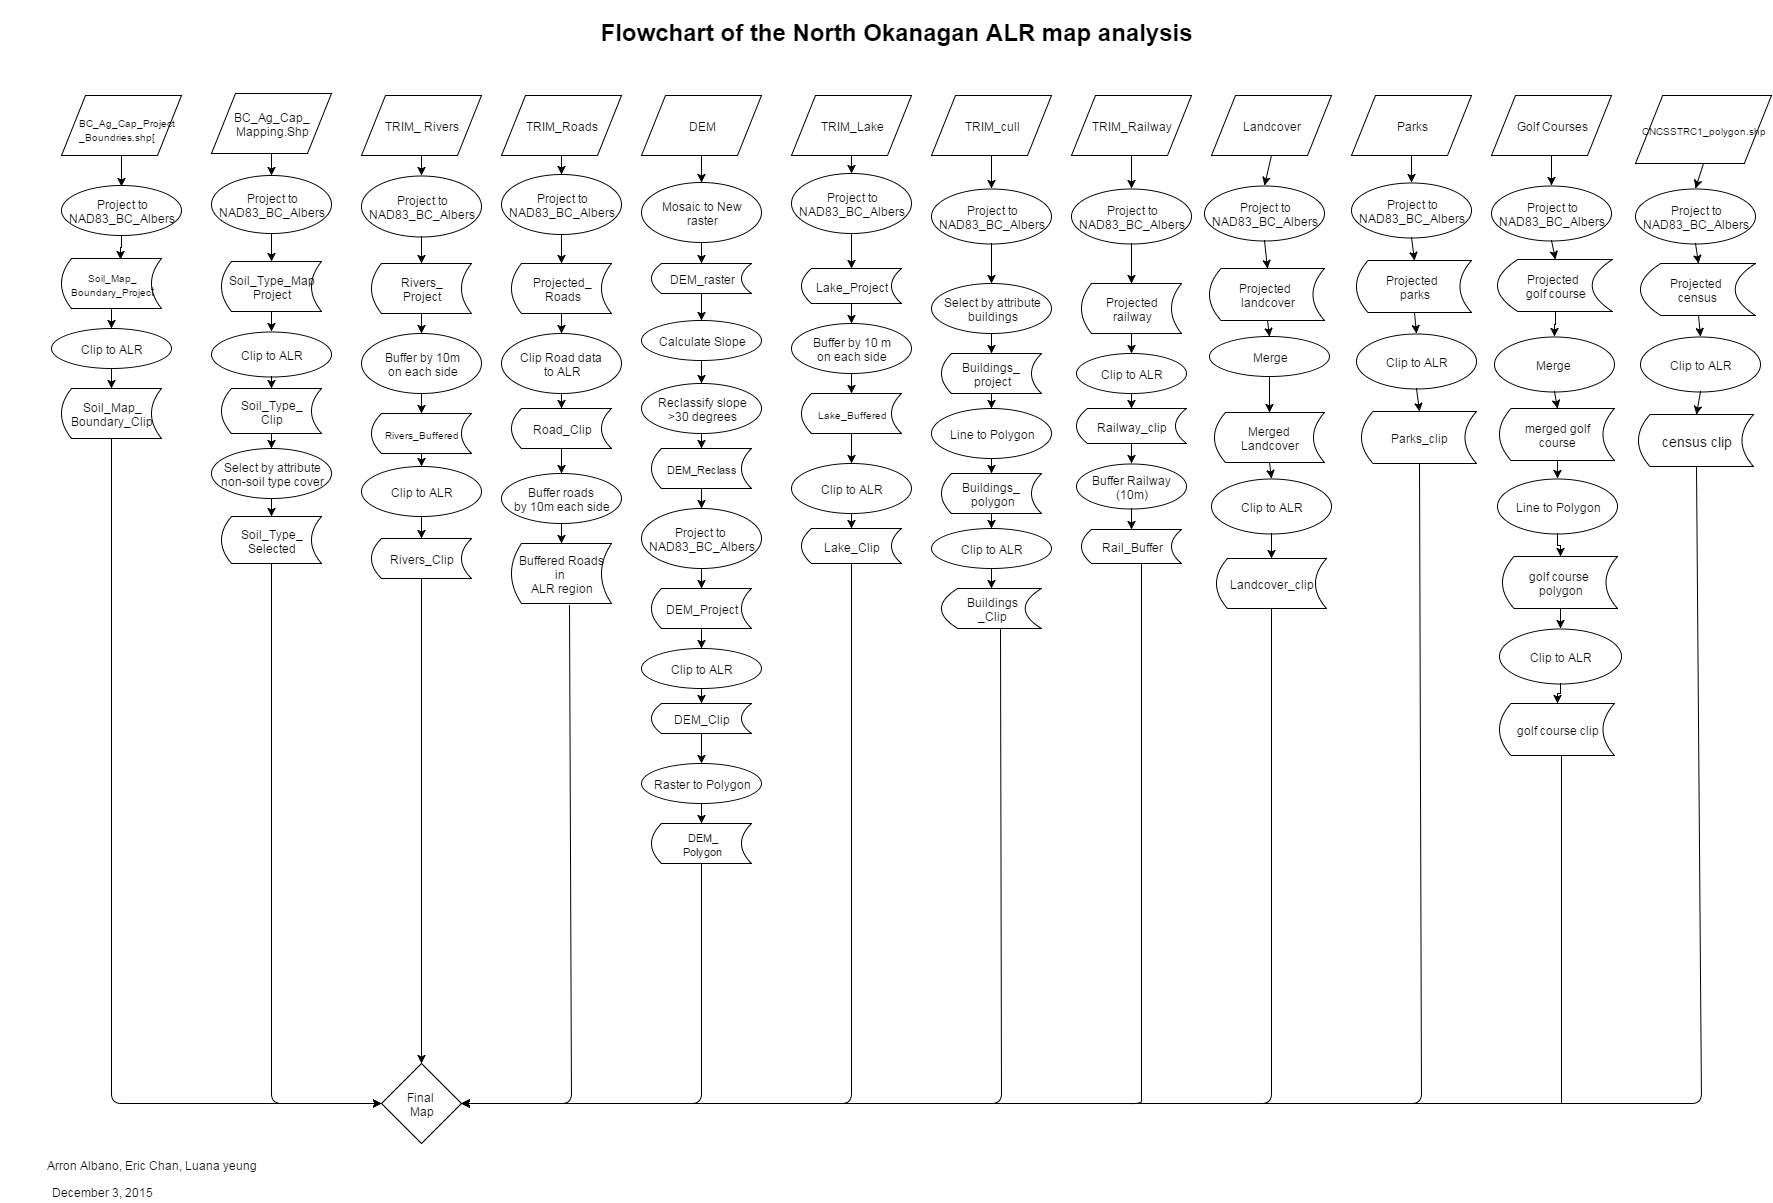 Flowchart of the North Okanagan ALR map analysis
BC_Ag_Cap_Project
_Boundries.shp[
Project to
NAD83_BC_Albers
Soil_Map_
Boundary_Project
Clip to ALR
Soil_Map_
Boundary_Clip
BC_Ag_Cap_
Mapping.Shp
Project to
NAD83_BC_Albers
Soil_Type_Map
Project
Clip to ALR
Soil_Type_
Clip
Select by attribute
non-soil type cover
Soil_Type_
Selected
TRIM_ Rivers
Project to
NAD83_BC_Albers
Rivers_
Project
Buffer by 10m
on each side
Rivers_Buffered
Clip to ALR
Rivers_Clip
TRIM_Roads
Project to
NAD83_BC_Albers
Projected_
Roads
Clip Road data
to ALR
Road_Clip
Buffer roads
by 10m each side
Buffered Roads
in
ALR region
DEM
Mosaic to New
raster
DEM_raster
Calculate Slope
Reclassify slope
>30 degrees
DEM_Reclass
Project to
NAD83_BC_Albers
DEM_Project
Clip to ALR
DEM_Clip
Raster to Polygon
DEM_
Polygon
TRIM_Lake
Project to
NAD83_BC_Albers
Lake_Project
Buffer by 10 m
on each side
Lake_Buffered
Clip to ALR
Lake_Clip
TRIM_cull
Project to
NAD83_BC_Albers
Select by attribute
buildings
Buildings_
project
Line to Polygon
Buildings_
polygon
Clip to ALR
Buildings
_Clip
TRIM_Railway
Project to
NAD83_BC_Albers
Projected
railway
Clip to ALR
Railway_clip
Buffer Railway
(10m)
Rail_Buffer
Landcover
Project to
NAD83_BC_Albers
Projected
landcover
Merge
Merged
Landcover
Clip to ALR
Landcover_clip
Parks
Project to
NAD83_BC_Albers
Projected
parks
Clip to ALR
Parks_clip
Golf Courses
Project to
NAD83_BC_Albers
Projected
golf course
Merge
merged golf
course
Line to Polygon
golf course
polygon
Clip to ALR
golf course clip
CNCSSTRC1_polygon.shp
Project to
NAD83_BC_Albers
Projected
census
Clip to ALR
census clip
Final
Map
Arron Albano, Eric Chan, Luana yeung
December 3, 2015